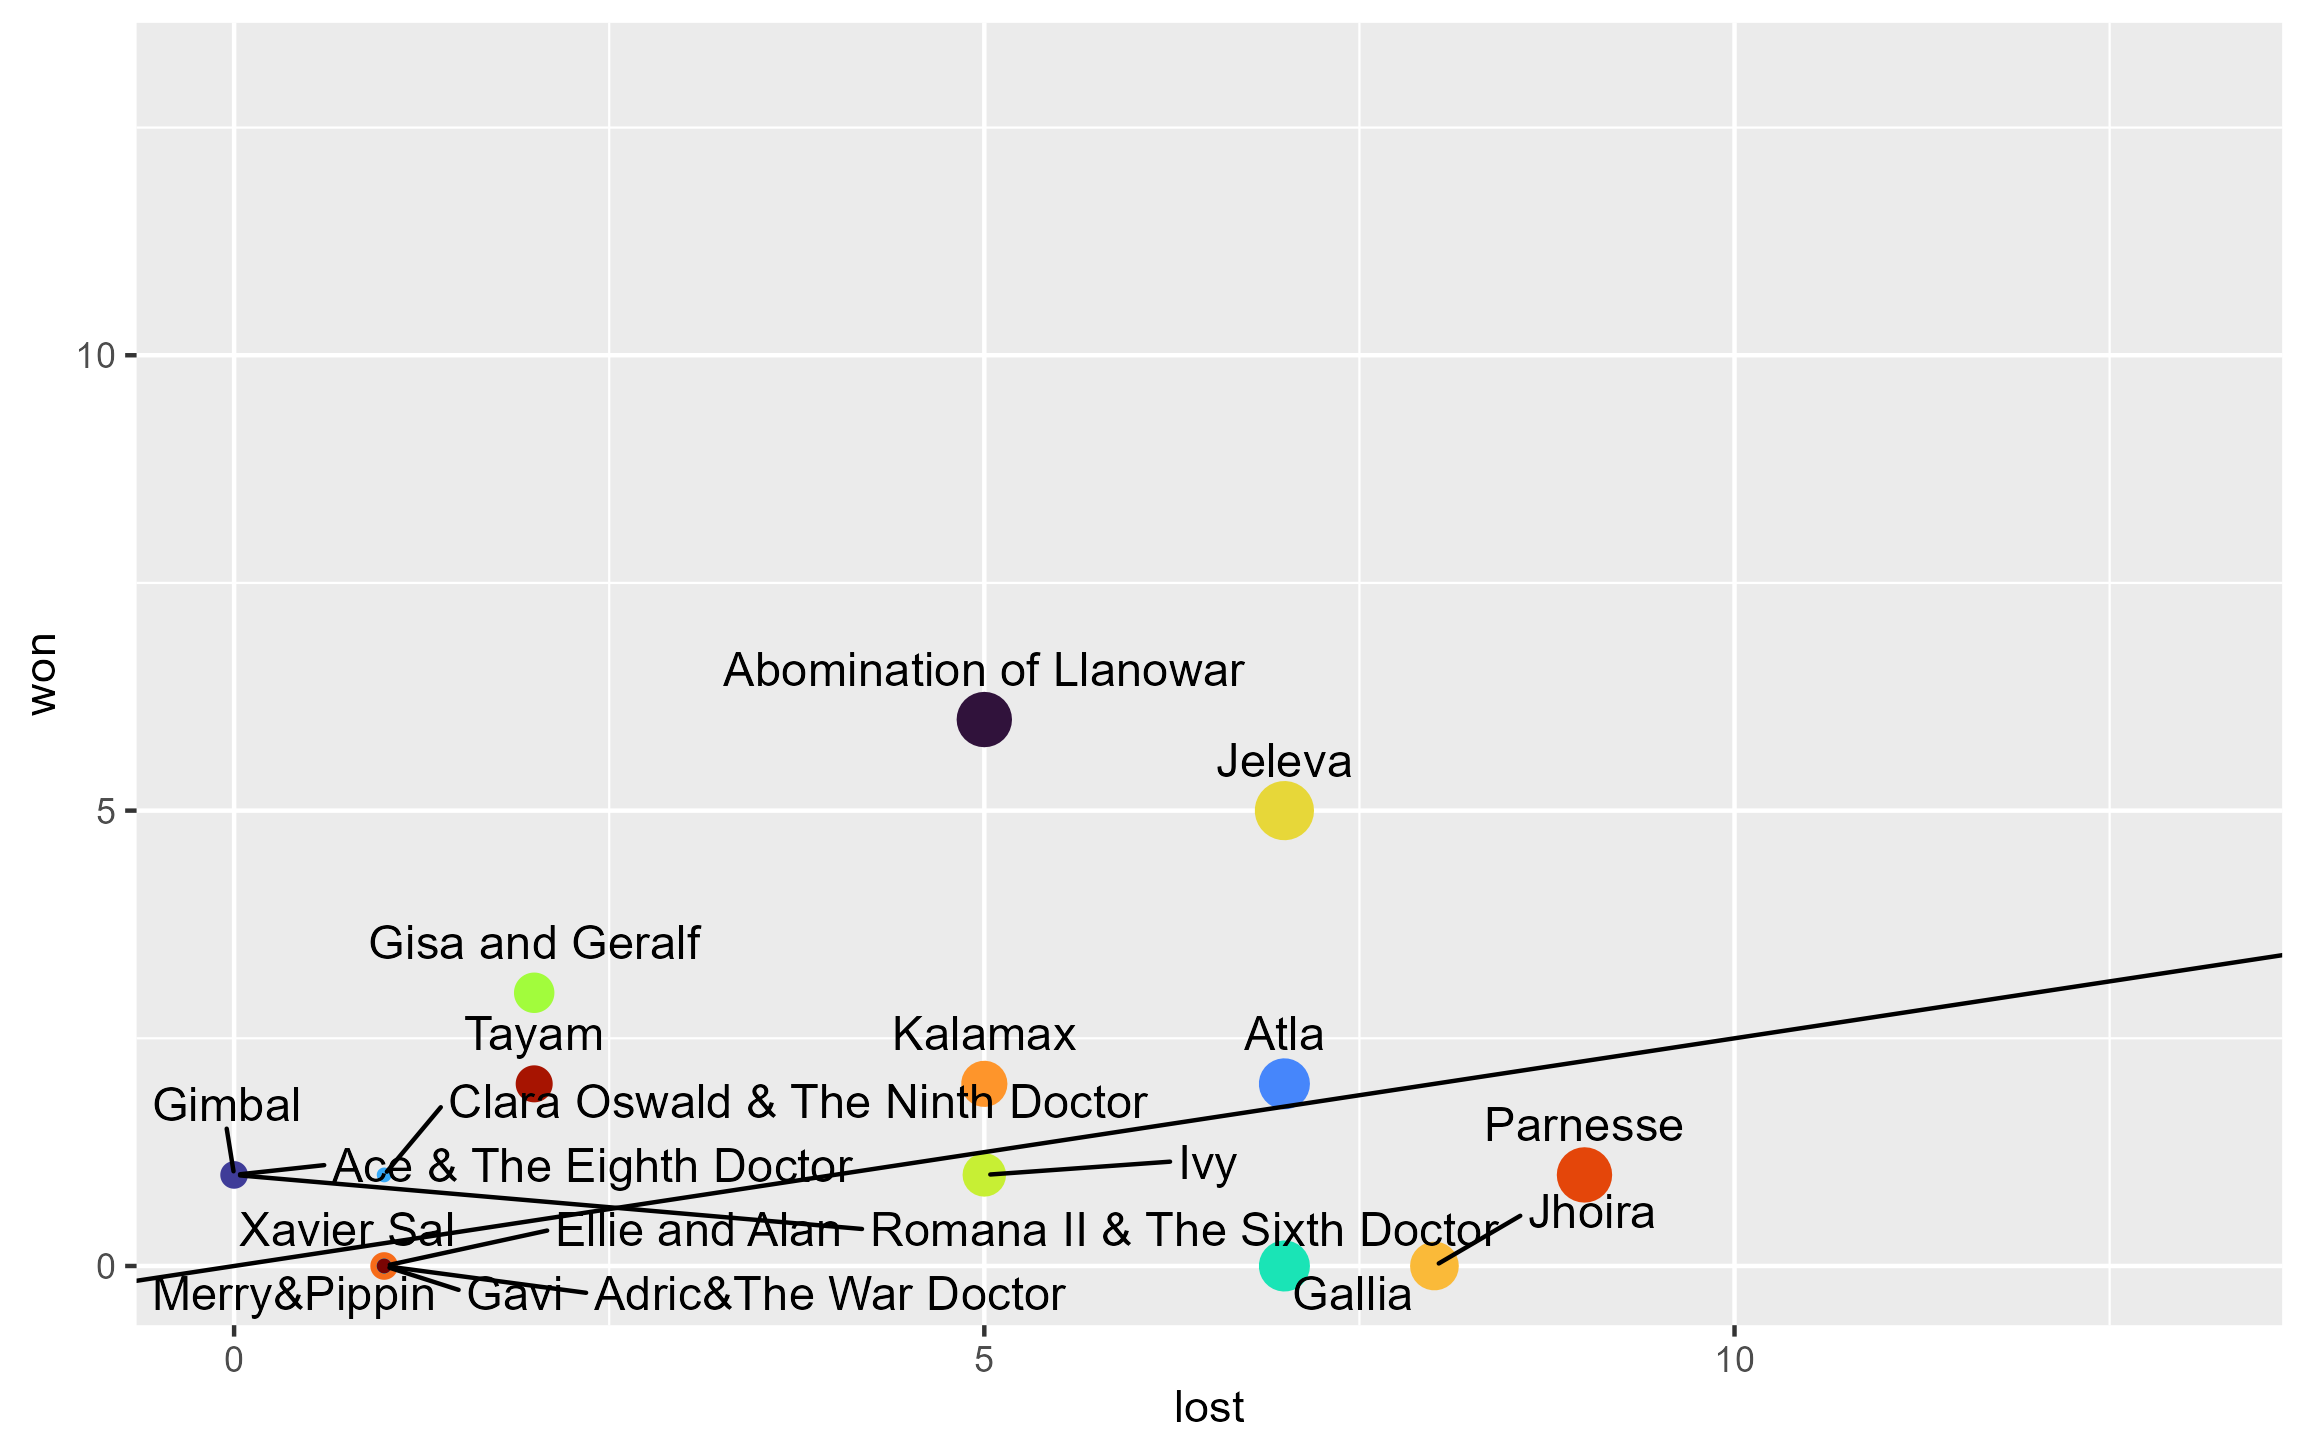 10
5
0
won
Abomination of Llanowar
Jeleva
Gisa and Geralf
Tayam
Kalamax
Atla
Gimbal
Clara Oswald & The Ninth Doctor
Parnesse
Ace & The Eighth Doctor
Ivy
Jhoira
Xavier Sal
Ellie and Alan
Romana II & The Sixth Doctor
Merry&Pippin
Gavi
Adric&The War Doctor
Gallia
0
5
10
lost